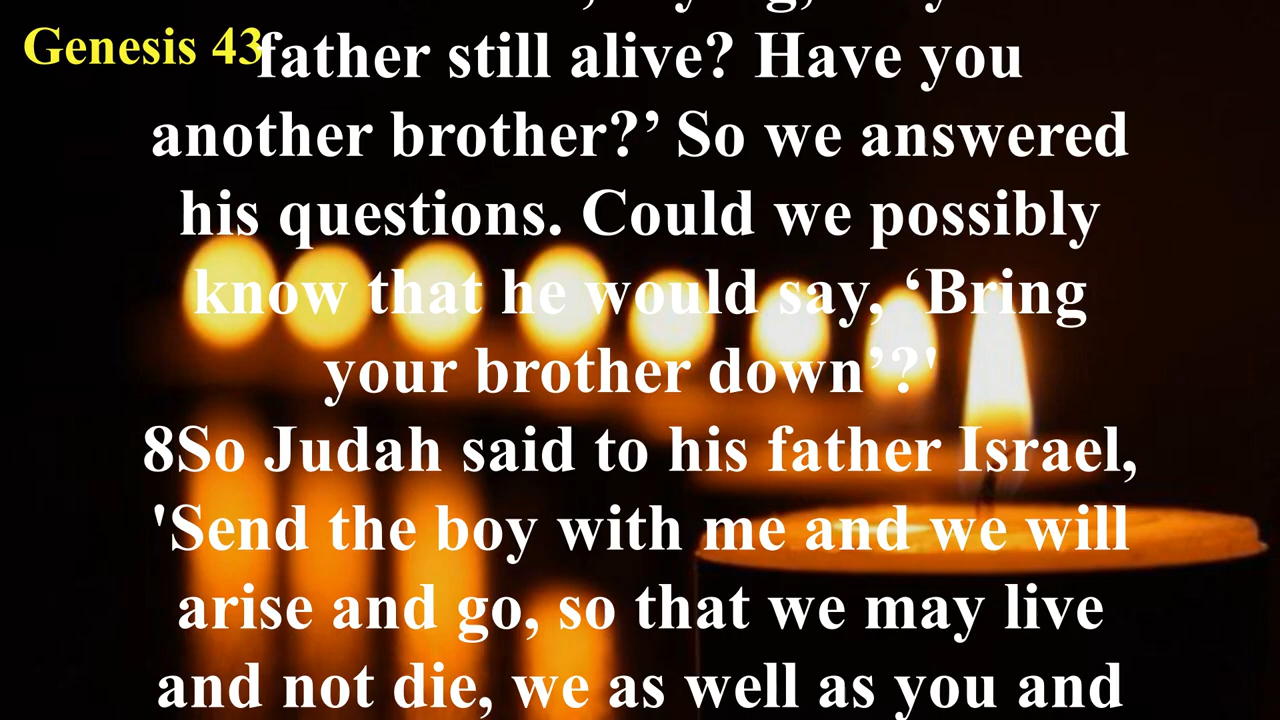 Genesis 43
father still alive? Have you
another brother?’ So we answered
his questions. Could we possibly
know that he would say, ‘Bring
your brother down’?'
8So Judah said to his father Israel,
'Send the boy with me and we will
arise and go, so that we may live
and not die, we as well as you and